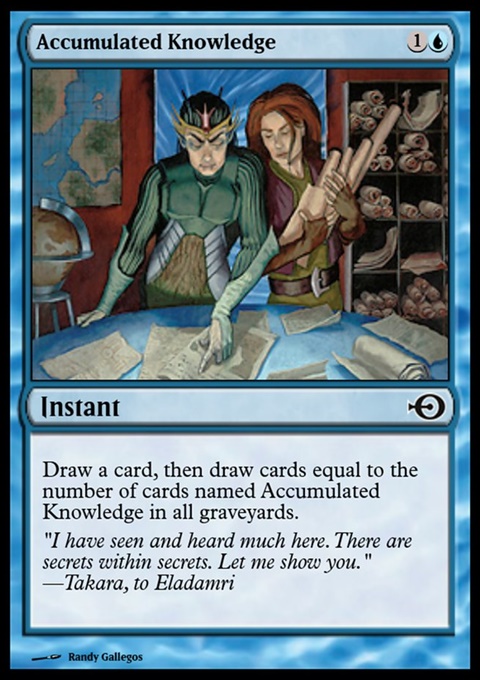 Accumulated Knowledge 1
Instant
Draw a card, then draw cards equal to the
number of cards named Accumulated
Knowledge in all graveyards.
"I have seen and heard much here. There are
secrets within secrets. Let me show you."
—Takara, to Eladamri
Randy Gallegos